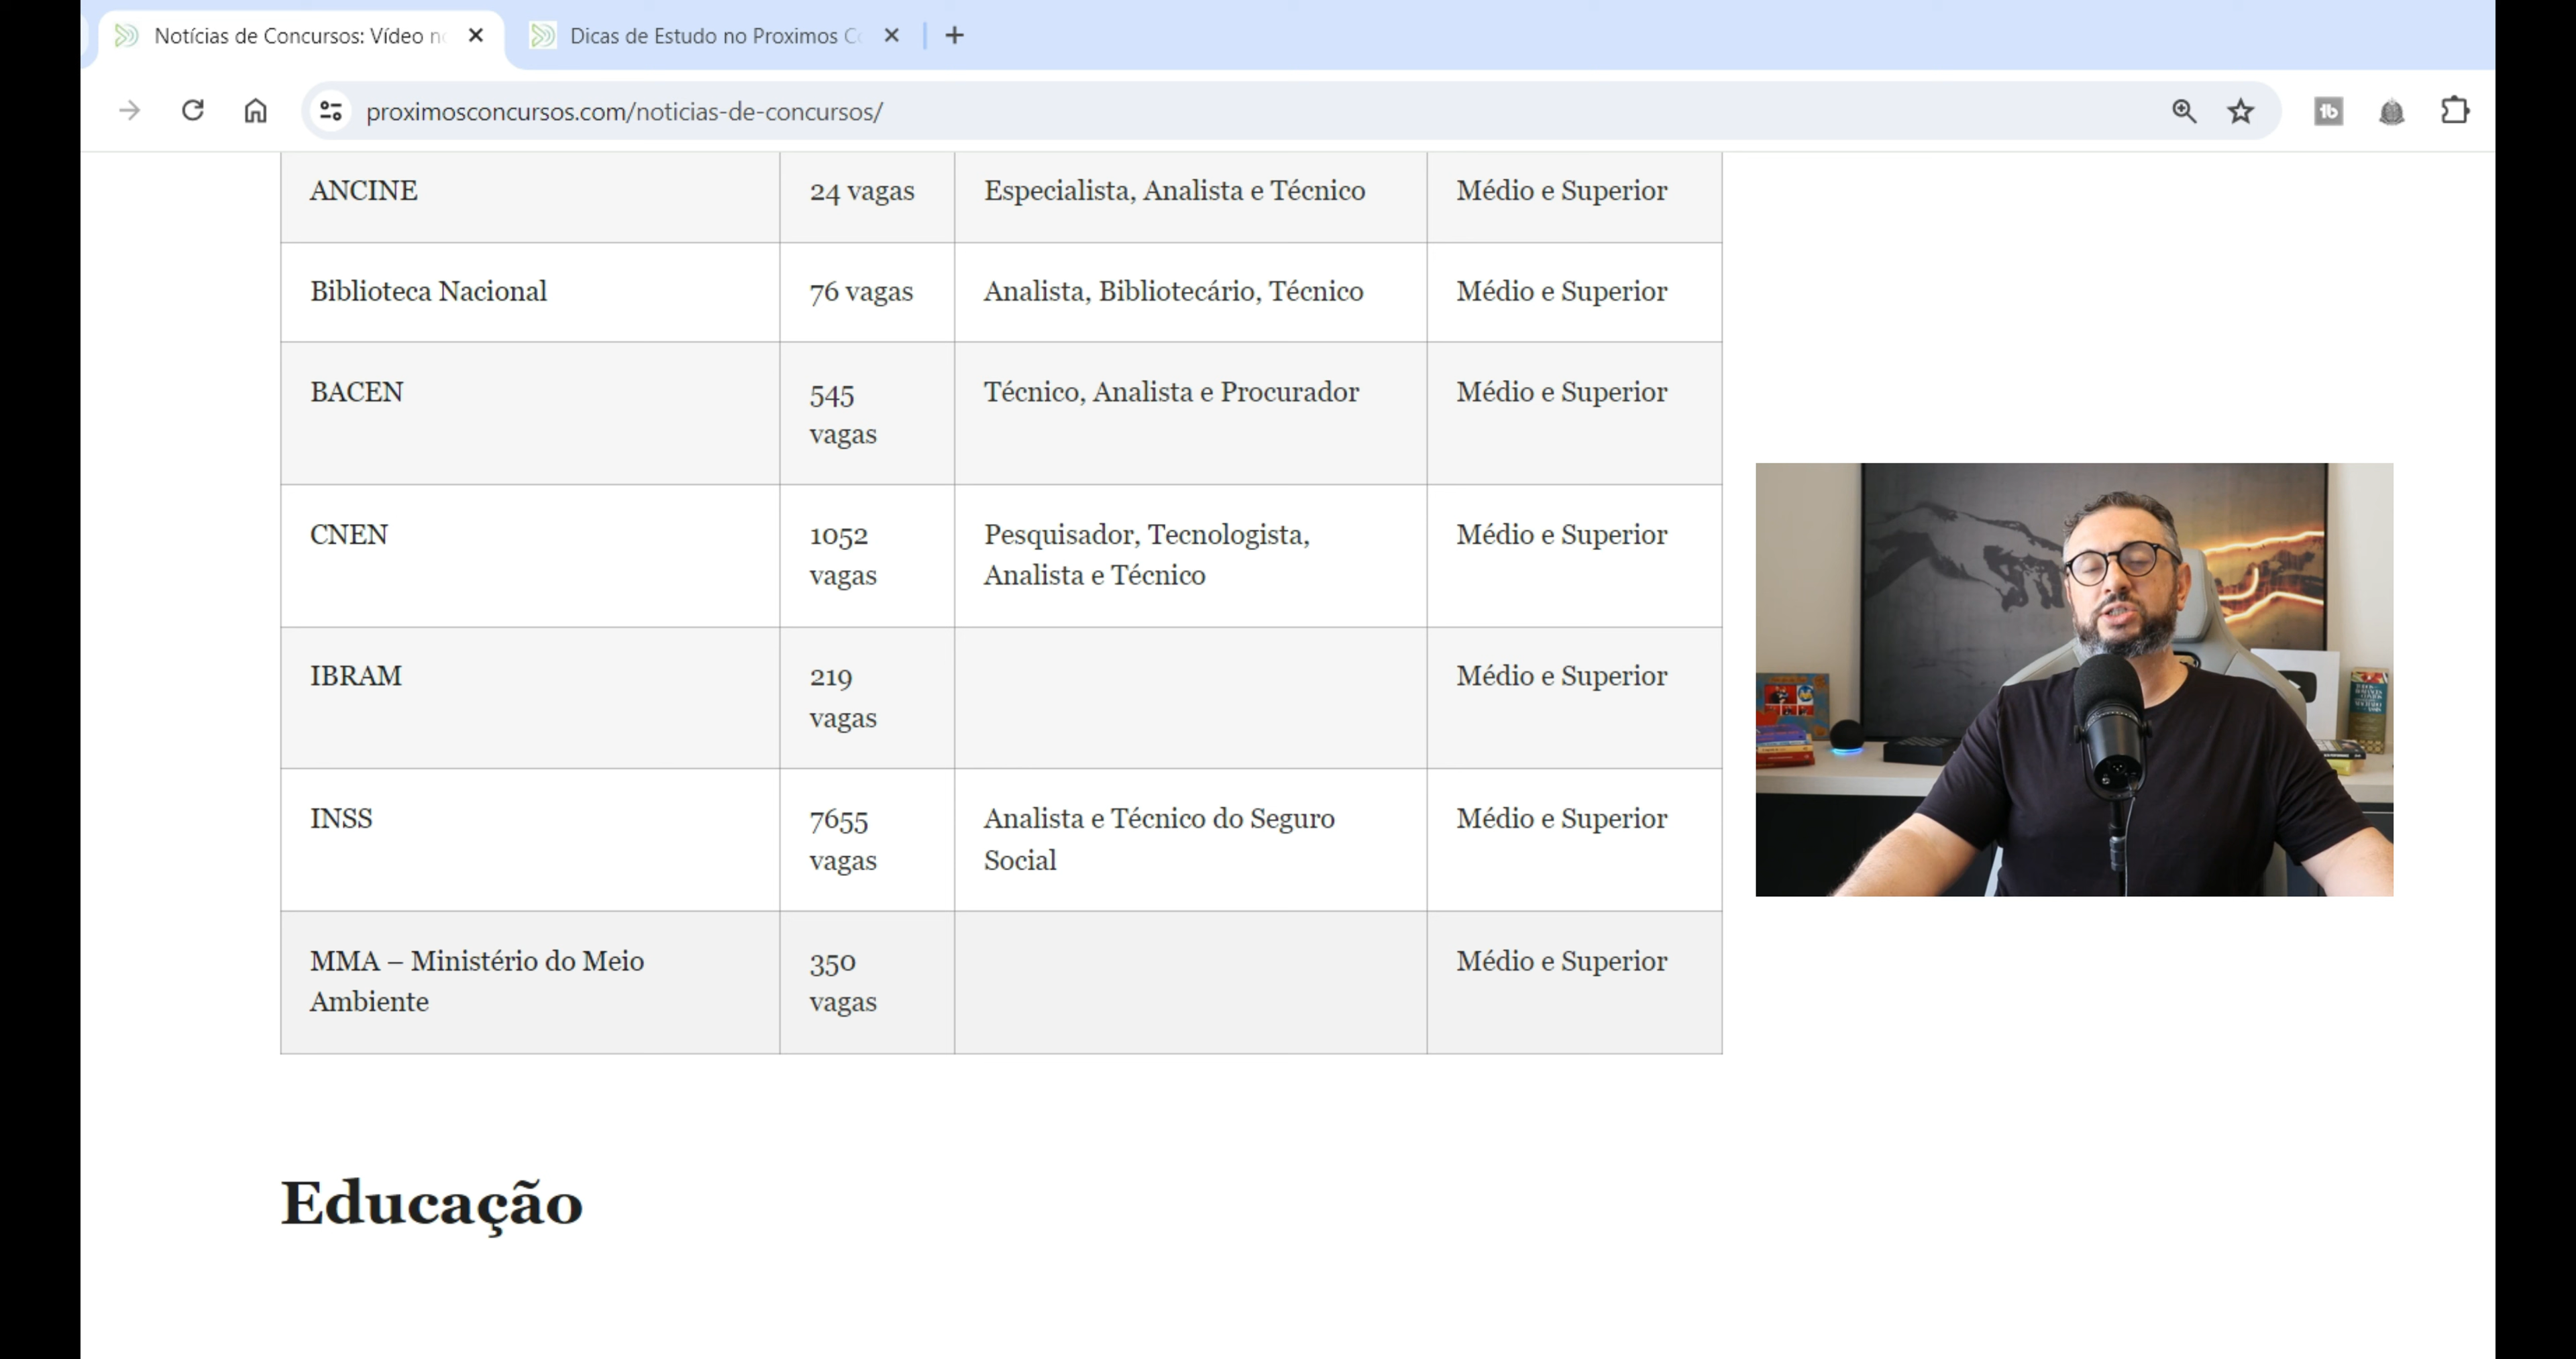 Notícias de Concursos: Vídeo n
Dicas de Estudo no Proximos C
proximosconcursos.com/noticias-de-concursos/
ANCINE
24 vagas
Especialista, Analista e Técnico
Médio e Superior
Biblioteca Nacional
76 vagas
Analista, Bibliotecário, Técnico
Médio e Superior
BACEN
545
vagas
Técnico, Analista e Procurador
Médio e Superior
CNEN
1052
vagas
Pesquisador, Tecnologista,
Analista e Técnico
Médio e Superior
IBRAM
219
vagas
Médio e Superior
INSS
7655
vagas
Analista e Técnico do Seguro
Social
Médio e Superior
MMA – Ministério do Meio
Ambiente
350
vagas
Médio e Superior
Educação